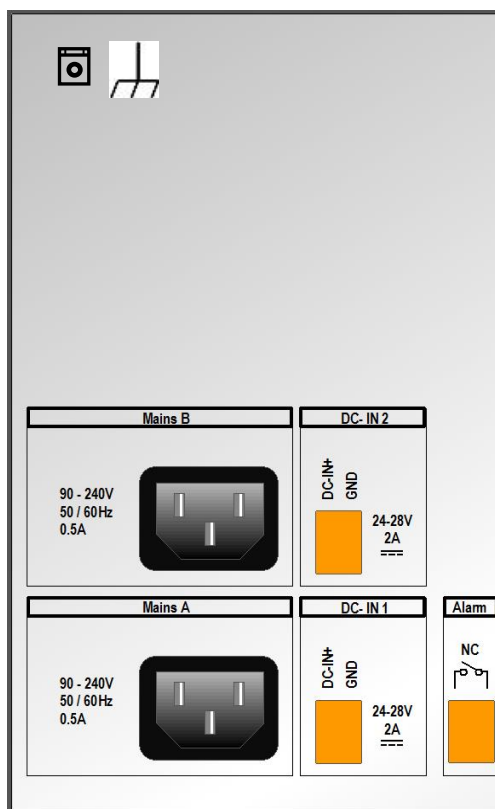 Mains B
90 - 240V
50 / 60Hz
0.5A
DC- IN 2
DC-IN+
GND
24-28V
2A
Mains A
90 - 240V
50 / 60Hz
0.5A
DC- IN 1
DC-IN+
GND
24-28V
2A
Alarm
NC